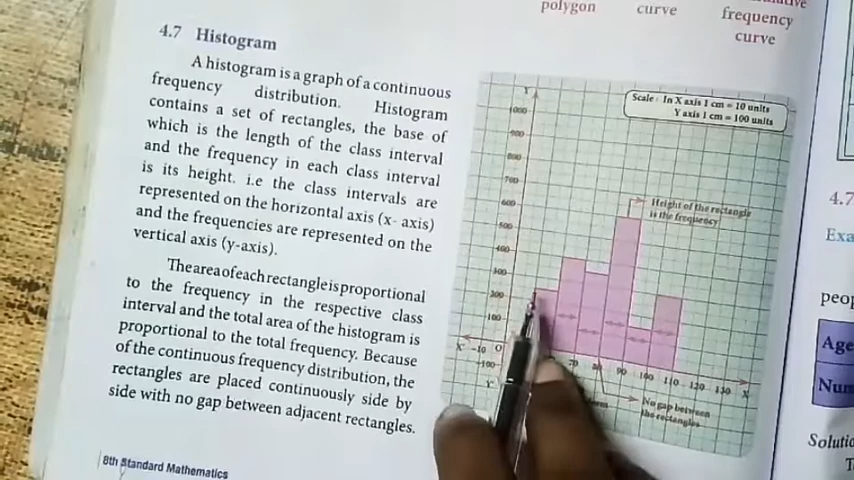 polygon curve frequency
curve
4.7 Histogram
A histogram is a graph of a continuous
frequency distribution. Histogram
contains a set of rectangles, the base of
which is the length of the class interval
and the frequency in each class interval
is its height. i.e the class intervals are
represented on the horizontal axis (x- axis)
and the frequencies are represented on the
vertical axis (y-axis).
The area of each rectangle is proportional
to the frequency in the respective class
interval and the total area of the histogram is
proportional to the total frequency. Because
of the continuous frequency distribution, the
rectangles are placed continuously side by
side with no gap between adjacent rectangles.
8th Standard Mathematics
Scale : In X axis 1 cm = 10 units
Y axis 1 cm = 100 units
Y
1000
900
800
700
600
500
400
300
200
100
Height of the rectangle
is the frequency
X' -10 O 70 80 90 100 110 120 130 X
-100
Y'
No gap between
the rectangles
4.7
Exa
peop
Age
Num
Solutio